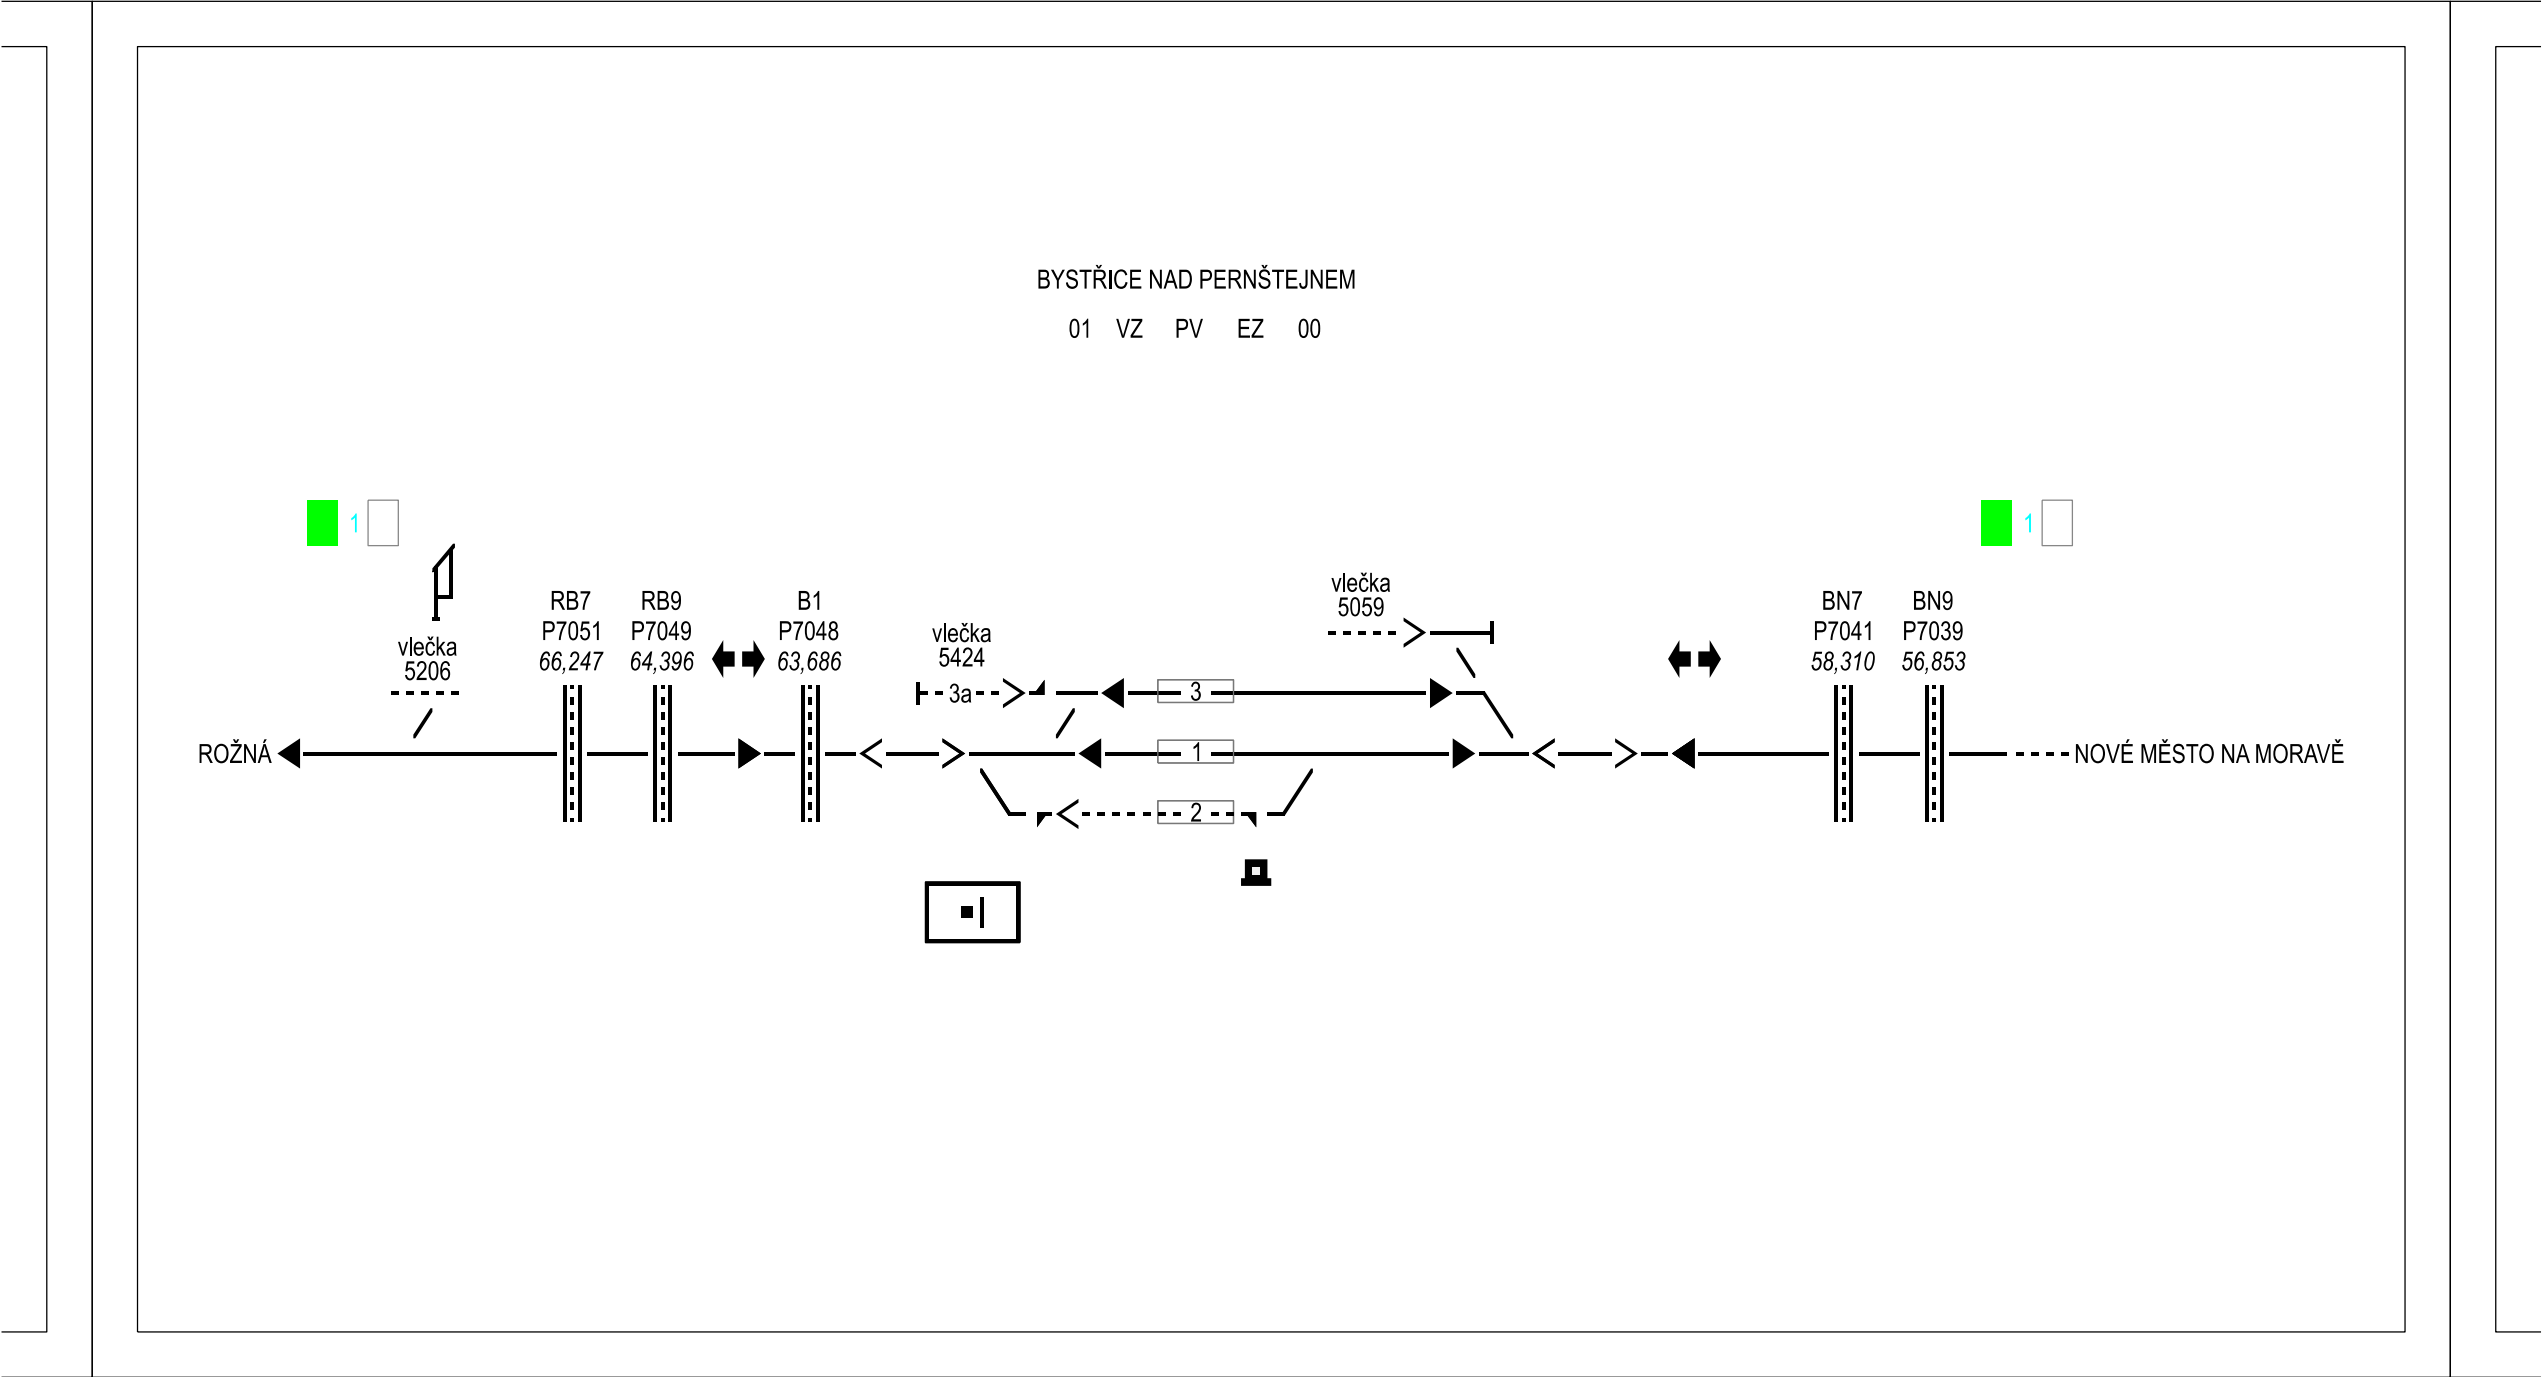 BYSTŘICE NAD PERNŠTEJNEM
01 VZ PV EZ 00
1
1
vlečka
5206
RB7
P7051
66,247
RB9
P7049
64,396
B1
P7048
63,686
vlečka
5424
3a
vlečka
5059
BN7
P7041
58,310
BN9
P7039
56,853
3
ROŽNÁ
1
NOVÉ MĚSTO NA MORAVĚ
2